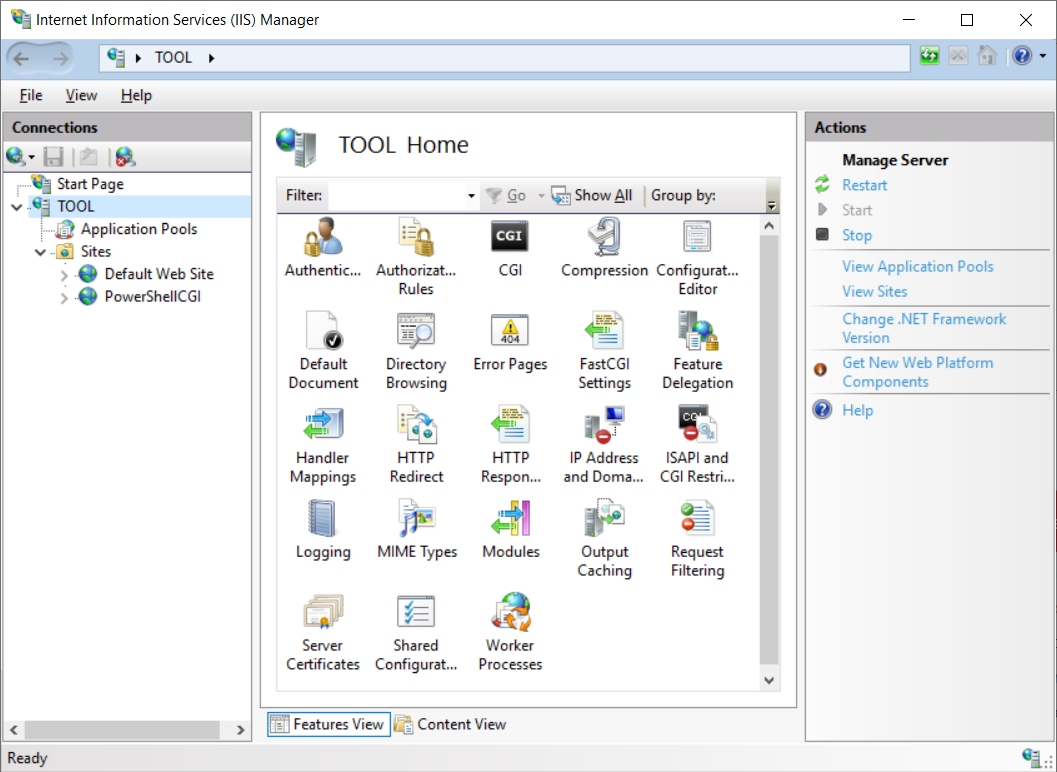 Internet Information Services (IIS) Manager
TOOL
File View Help
Connections
Start Page
TOOL
Application Pools
Sites
Default Web Site
PowerShellCGI
TOOL Home
Filter: Go Show All Group by:
Authentic... Authorizat... CGI Compression Configurat...
Rules Editor
Default Directory Error Pages FastCGI Feature
Document Browsing Settings Delegation
404
Handler HTTP HTTP IP Address ISAPI and
Mappings Redirect Respon... and Doma... CGI Restri...
Logging MIME Types Modules Output Request
Caching Filtering
Server Shared Worker
Certificates Configurat... Processes
Features View Content View
Actions
Manage Server
Restart
Start
Stop
View Application Pools
View Sites
Change .NET Framework
Version
Get New Web Platform
Components
Help
Ready